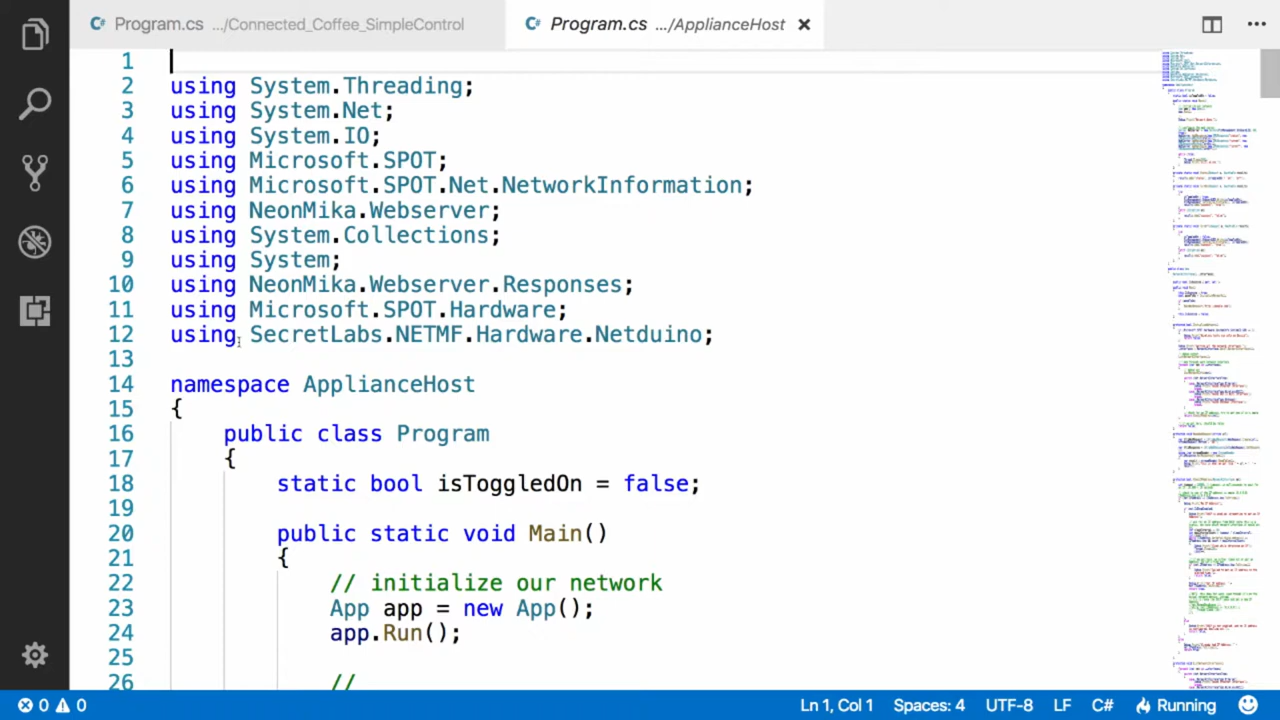 Program.cs .../Connected_Coffee_SimpleControl
Program.cs .../ApplianceHost
1
2 using System.Threading;
3 using System.Net;
4 using System.IO;
5 using Microsoft.SPOT;
6 using Microsoft.SPOT.Net.NetworkInformation;
7 using NeonMika.Webserver;
8 using System.Collections;
9 using System;
10 using NeonMika.Webserver.Responses;
11 using Microsoft.SPOT.Hardware;
12 using SecretLabs.NETMF.Hardware.Netduino;
13
14 namespace ApplianceHost
15 {
16 public class Program
17 {
18 static bool isToggledOn = false;
19
20 public static void Main()
21 {
22 // initialize our network
23 App app = new App();
24 app.Run();
25
26 //
0 0 Ln 1, Col 1 Spaces: 4 UTF-8 LF C# Running